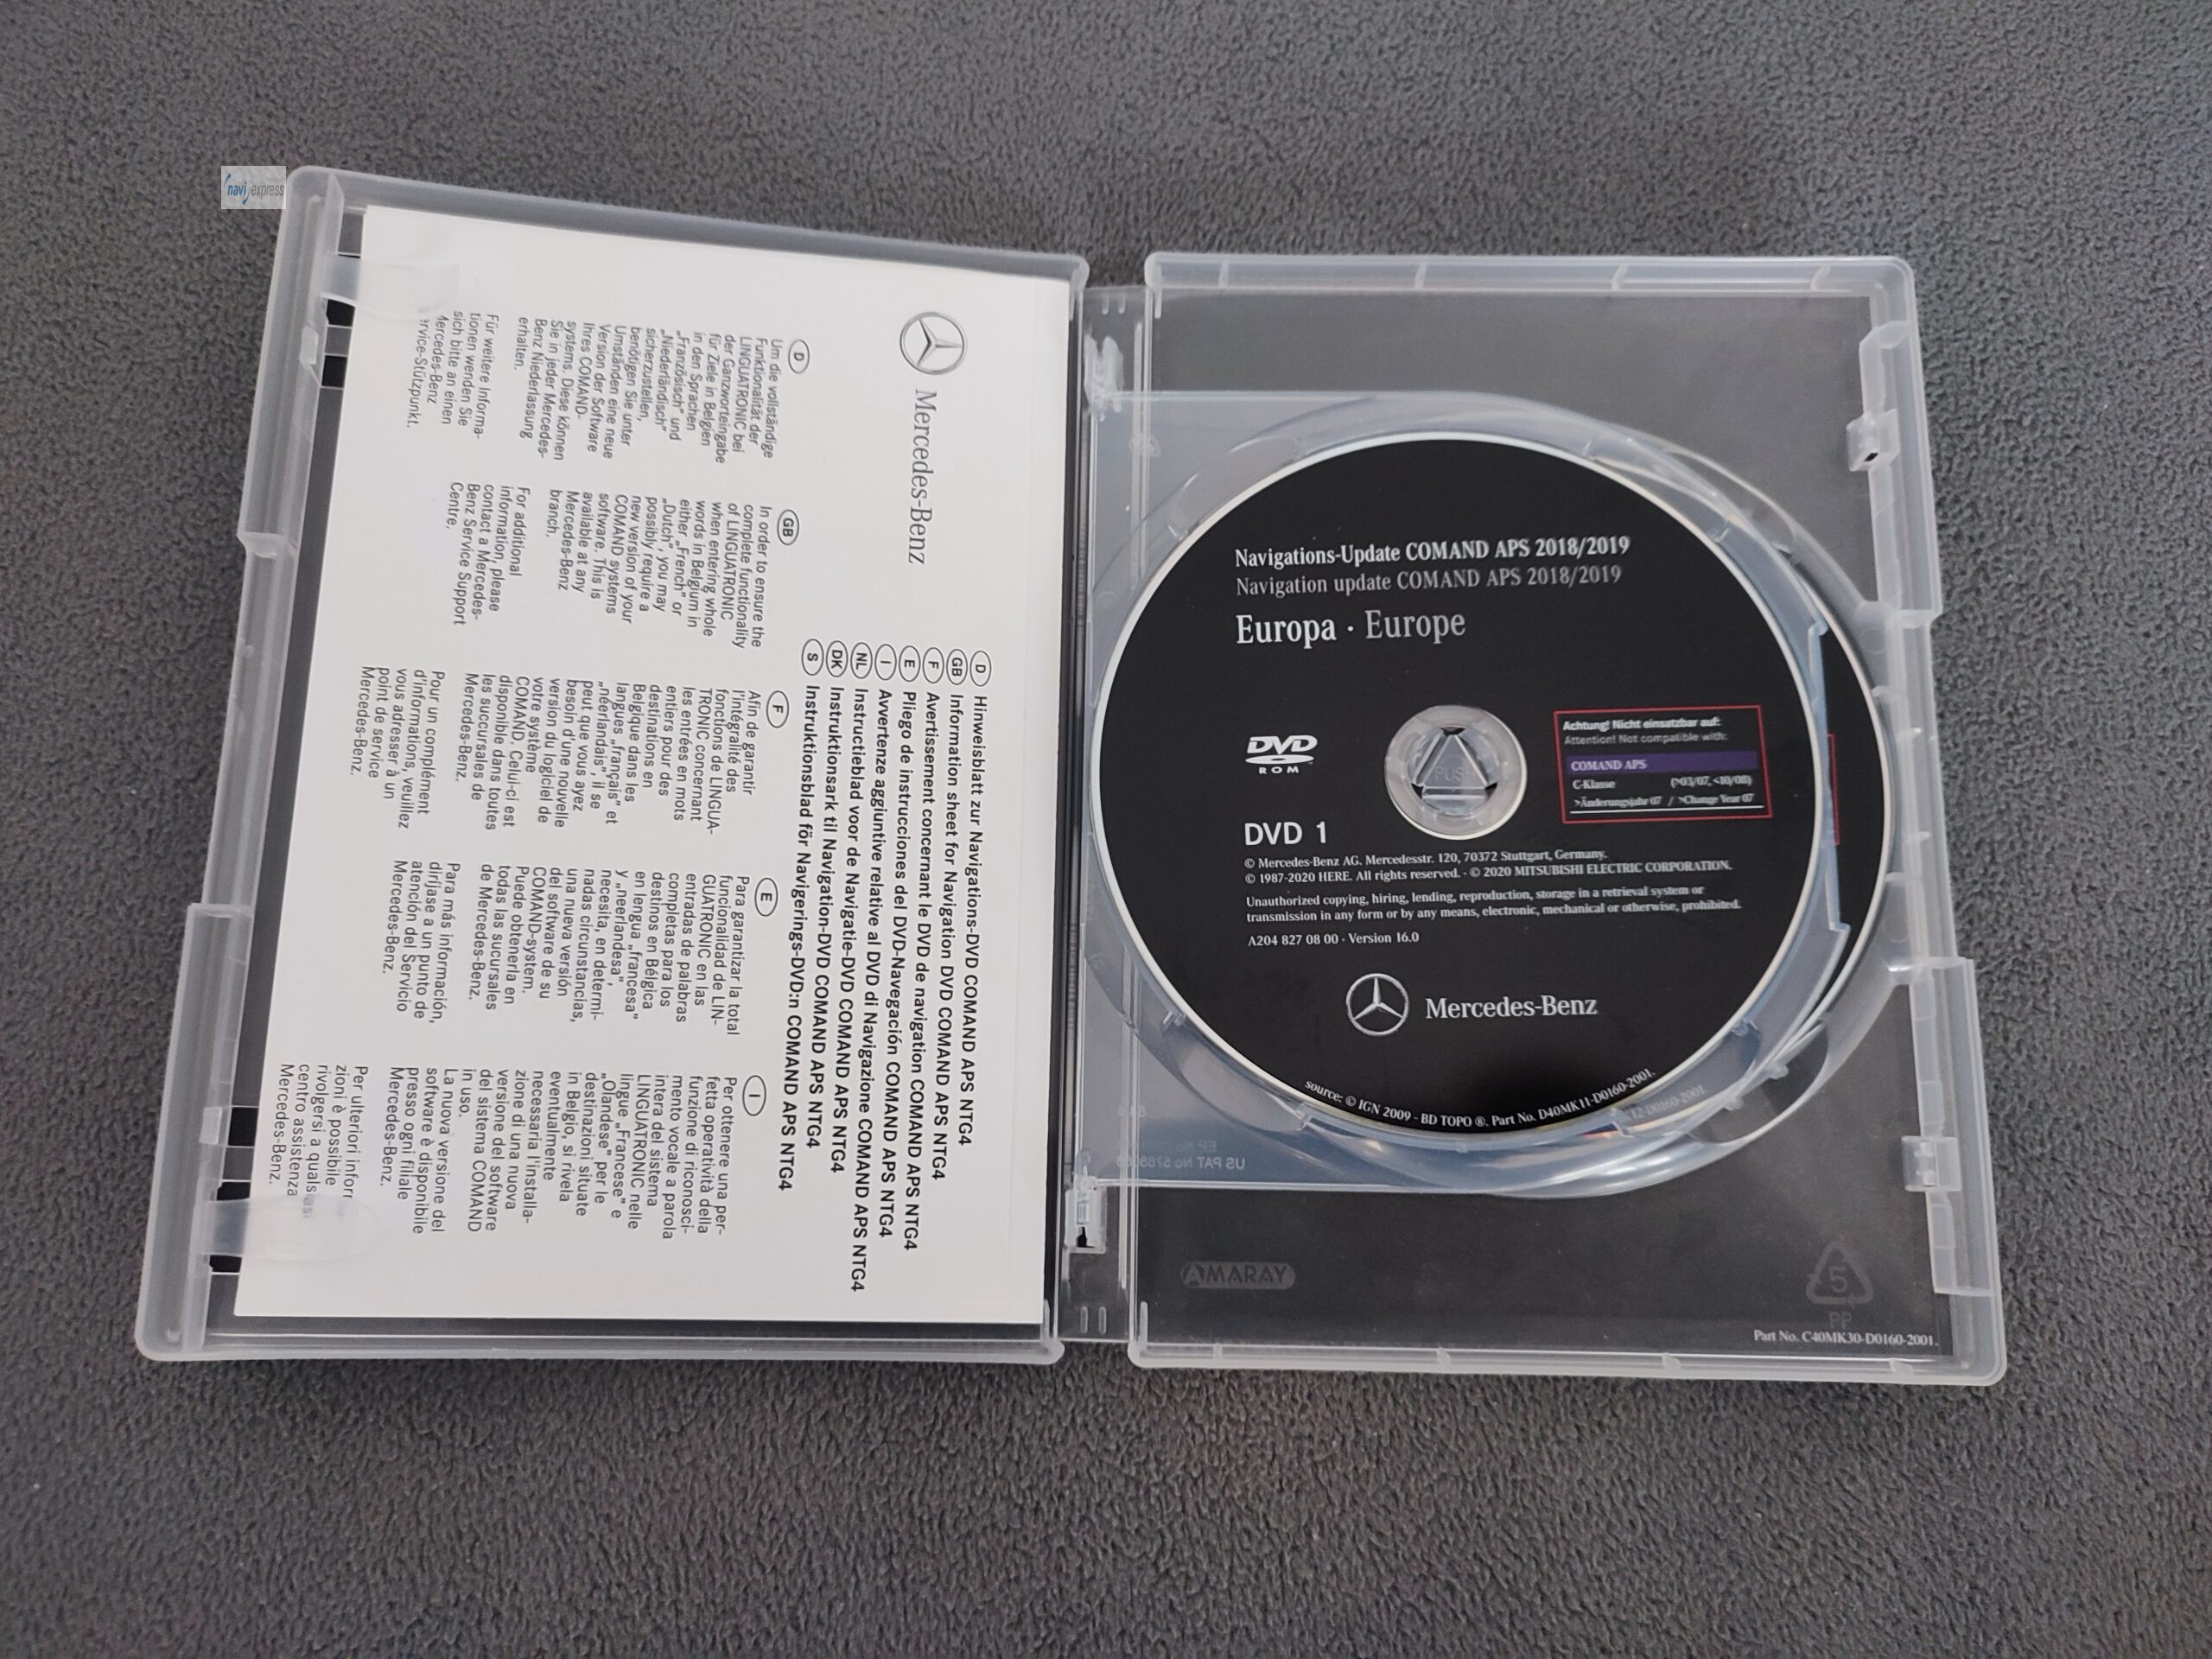 navi express
Mercedes-Benz
D Hinweisblatt zur Navigations-DVD COMAND APS NTG4
GB Information sheet for Navigation DVD COMAND APS NTG4
F Avertissement concernant le DVD de navigation COMAND APS NTG4
E Pliego de instrucciones del DVD-Navegación COMAND APS NTG4
I Avvertenze aggiuntive relative al DVD di Navigazione COMAND APS NTG4
NL Instructieblad voor de Navigatie-DVD COMAND APS NTG4
DK Instruktionsark til Navigation-DVD COMAND APS NTG4
S Instruktionsblad för Navigerings-DVD:n COMAND APS NTG4
D
Um die vollständige
Funktionalität der
LINGUATRONIC bei
der Ganzworteingabe
für Ziele in Belgien
in den Sprachen
„Französisch“ und
„Niederländisch“
sicherzustellen,
benötigen Sie unter
Umständen eine neue
Version der Software
Ihres COMAND-
systems. Diese können
Sie in jeder Mercedes-
Benz Niederlassung
erhalten.
Für weitere Informa-
tionen wenden Sie
sich bitte an einen
Mercedes-Benz
ervice-Stützpunkt.
GB
In order to ensure the
complete functionality
of LINGUATRONIC
when entering whole
words in Belgium in
either „French“ or
„Dutch“, you may
possibly require a
new version of your
COMAND systems
software. This is
available at any
Mercedes-Benz
branch.
For additional
information, please
contact a Mercedes-
Benz Service Support
Centre.
F
Afin de garantir
l'intégralité des
fonctions de LINGUA-
TRONIC concernant
les entrées en mots
entiers pour des
destinations en
Belgique dans les
langues „français“ et
„néerlandais“, il se
peut que vous ayez
besoin d'une nouvelle
version du logiciel de
votre système
COMAND. Celui-ci est
disponible dans toutes
les succursales de
Mercedes-Benz.
Pour un complément
d'informations, veuillez
vous adresser à un
point de service
Mercedes-Benz.
E
Para garantizar la total
funcionalidad de LIN-
GUATRONIC en las
entradas de palabras
completas para los
destinos en Bélgica
en lengua „francesa“
y „neerlandesa“,
necesita, en determi-
nadas circunstancias,
una nueva versión
del software de su
COMAND-system.
Puede obtenerla en
todas las sucursales
de Mercedes-Benz.
Para más información,
diríjase a un punto de
atención del Servicio
Mercedes-Benz.
I
Per ottenere una per-
fetta operatività della
funzione di riconosci-
mento vocale a parola
intera del sistema
LINGUATRONIC nelle
lingue „Francese“ e
„Olandese“ per le
destinazioni situate
in Belgio, si rivela
eventualmente
necessaria l'installa-
zione di una nuova
versione del software
del sistema COMAND
in uso.
La nuova versione del
software è disponibile
presso ogni filiale
Mercedes-Benz.
Per ulteriori infor
zioni è possibile
rivolgersi a qualsiasi
centro assistenza
Mercedes-Benz.
Navigations-Update COMAND APS 2018/2019
Navigation update COMAND APS 2018/2019
Europa · Europe
DVD
ROM
PUSH
Achtung! Nicht einsatzbar auf:
Attention! Not compatible with:
COMAND APS
C-Klasse (>03/07, <10/08)
>Änderungsjahr 07 / >Change Year 07
DVD 1
© Mercedes-Benz AG. Mercedesstr. 120, 70372 Stuttgart, Germany.
© 1987-2020 HERE. All rights reserved. · © 2020 MITSUBISHI ELECTRIC CORPORATION.
Unauthorized copying, hiring, lending, reproduction, storage in a retrieval system or
transmission in any form or by any means, electronic, mechanical or otherwise, prohibited.
A204 827 08 00 · Version 16.0
Mercedes-Benz
source: © IGN 2009 - BD TOPO ®. Part No. D40MK11-D0160-2001.
12-D0160-2001.
US PAT No
AMARAY
5
PP
Part No. C40MK30-D0160-2001.